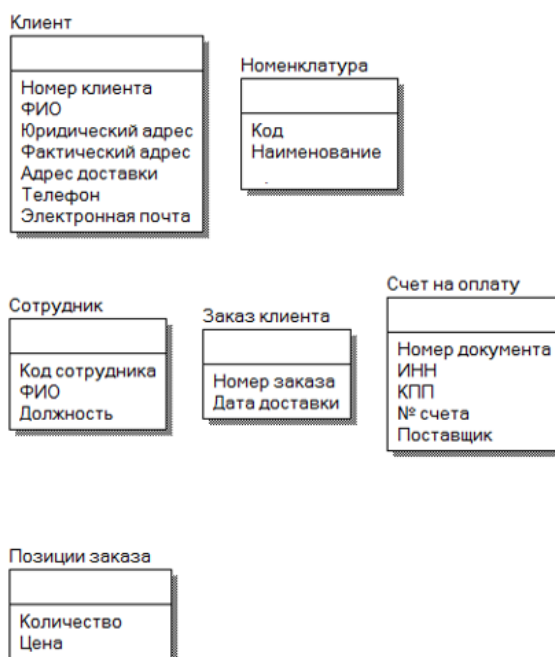 Клиент
Номер клиента
ФИО
Юридический адрес
Фактический адрес
Адрес доставки
Телефон
Электронная почта
Номенклатура
Код
Наименование
Сотрудник
Код сотрудника
ФИО
Должность
Заказ клиента
Номер заказа
Дата доставки
Счет на оплату
Номер документа
ИНН
КПП
№ счета
Поставщик
Позиции заказа
Количество
Цена